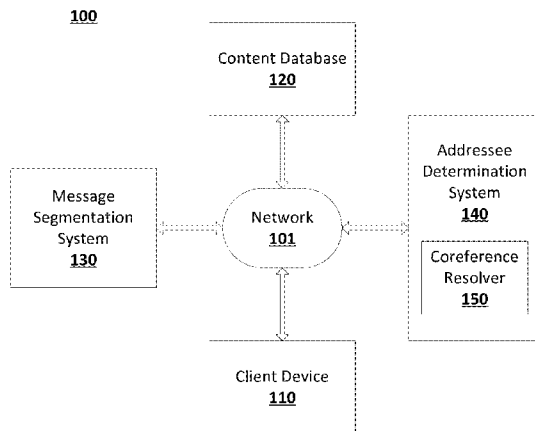 100
Content Database
120
Message
Segmentation
System
130
Network
101
Addressee
Determination
System
140
Coreference
Resolver
150
Client Device
110